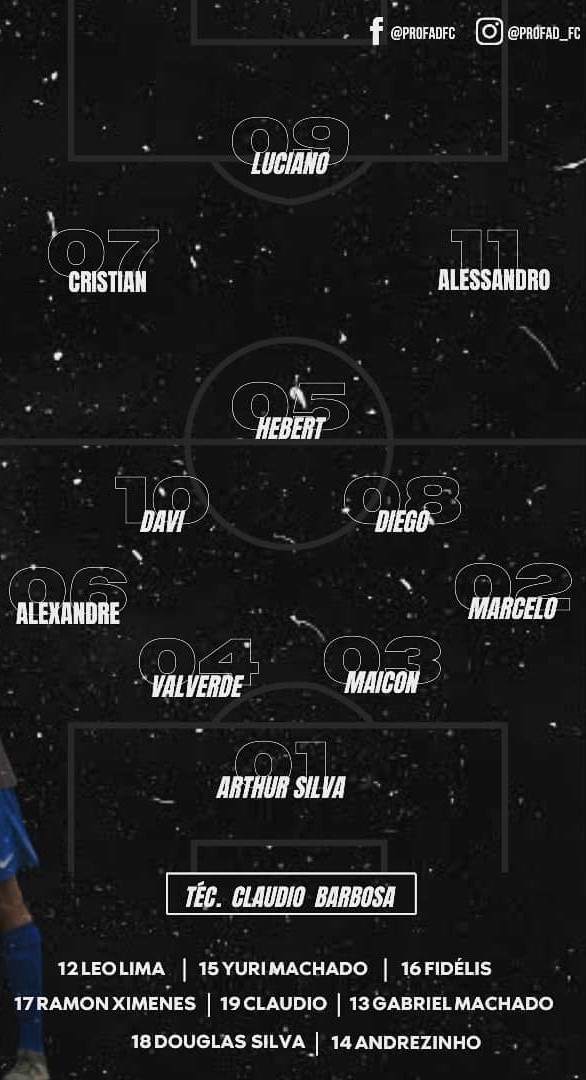 @PROFADFC @PROFAD_FC
09
LUCIANO
07 11
CRISTIAN ALESSANDRO
05
HEBERT
10 08
DAVI DIEGO
06 02
ALEXANDRE MARCELO
04 03
VALVERDE MAICON
01
ARTHUR SILVA
TÉC. CLAUDIO BARBOSA
12 LEO LIMA | 15 YURI MACHADO | 16 FIDÉLIS
17 RAMON XIMENES | 19 CLAUDIO | 13 GABRIEL MACHADO
18 DOUGLAS SILVA | 14 ANDREZINHO